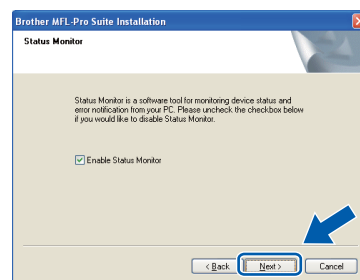 Brother MFL-Pro Suite Installation
Status Monitor
Status Monitor is a software tool for monitoring device status and
error notification from your PC. Please uncheck the checkbox below
if you would like to disable Status Monitor.
Enable Status Monitor
< Back Next > Cancel